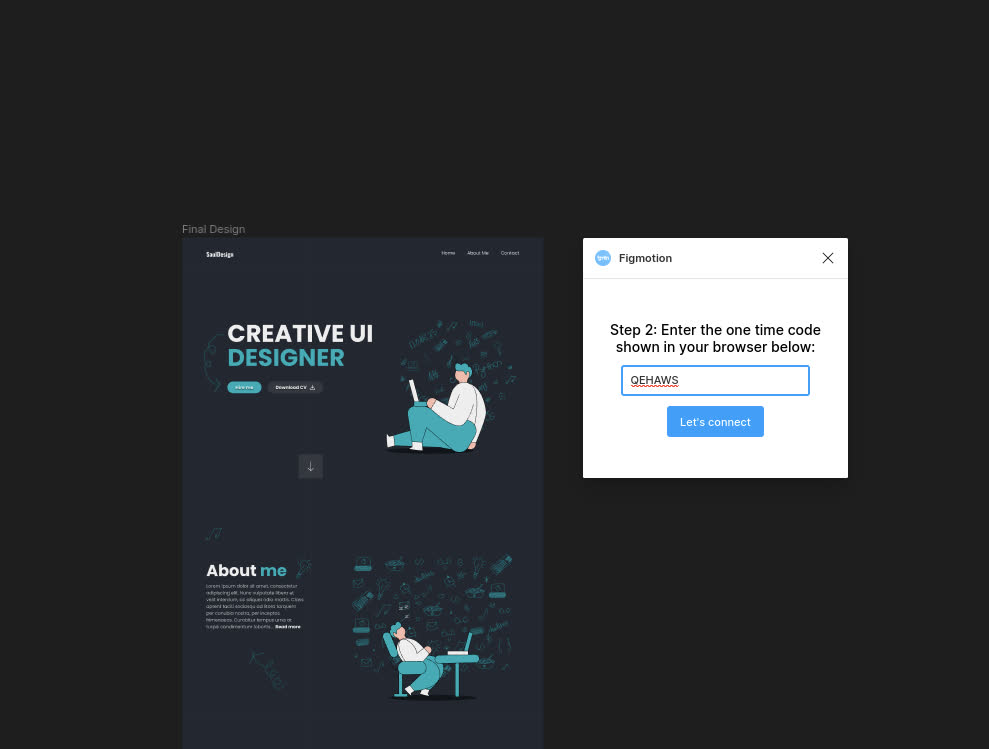 Final Design
SoulDesign
Home About Me Contact
CREATIVE UI
DESIGNER
Hire me Download CV
About me
Lorem ipsum dolor sit amet, consectetur
adipiscing elit. Nunc vulputate libero et
velit interdum, ac aliquet odio mattis. Class
aptent taciti sociosqu ad litora torquent
per conubia nostra, per inceptos
himenaeos. Curabitur tempus urna at
turpis condimentum lobortis... Read more
Figmotion
Step 2: Enter the one time code
shown in your browser below:
QEHAWS
Let's connect